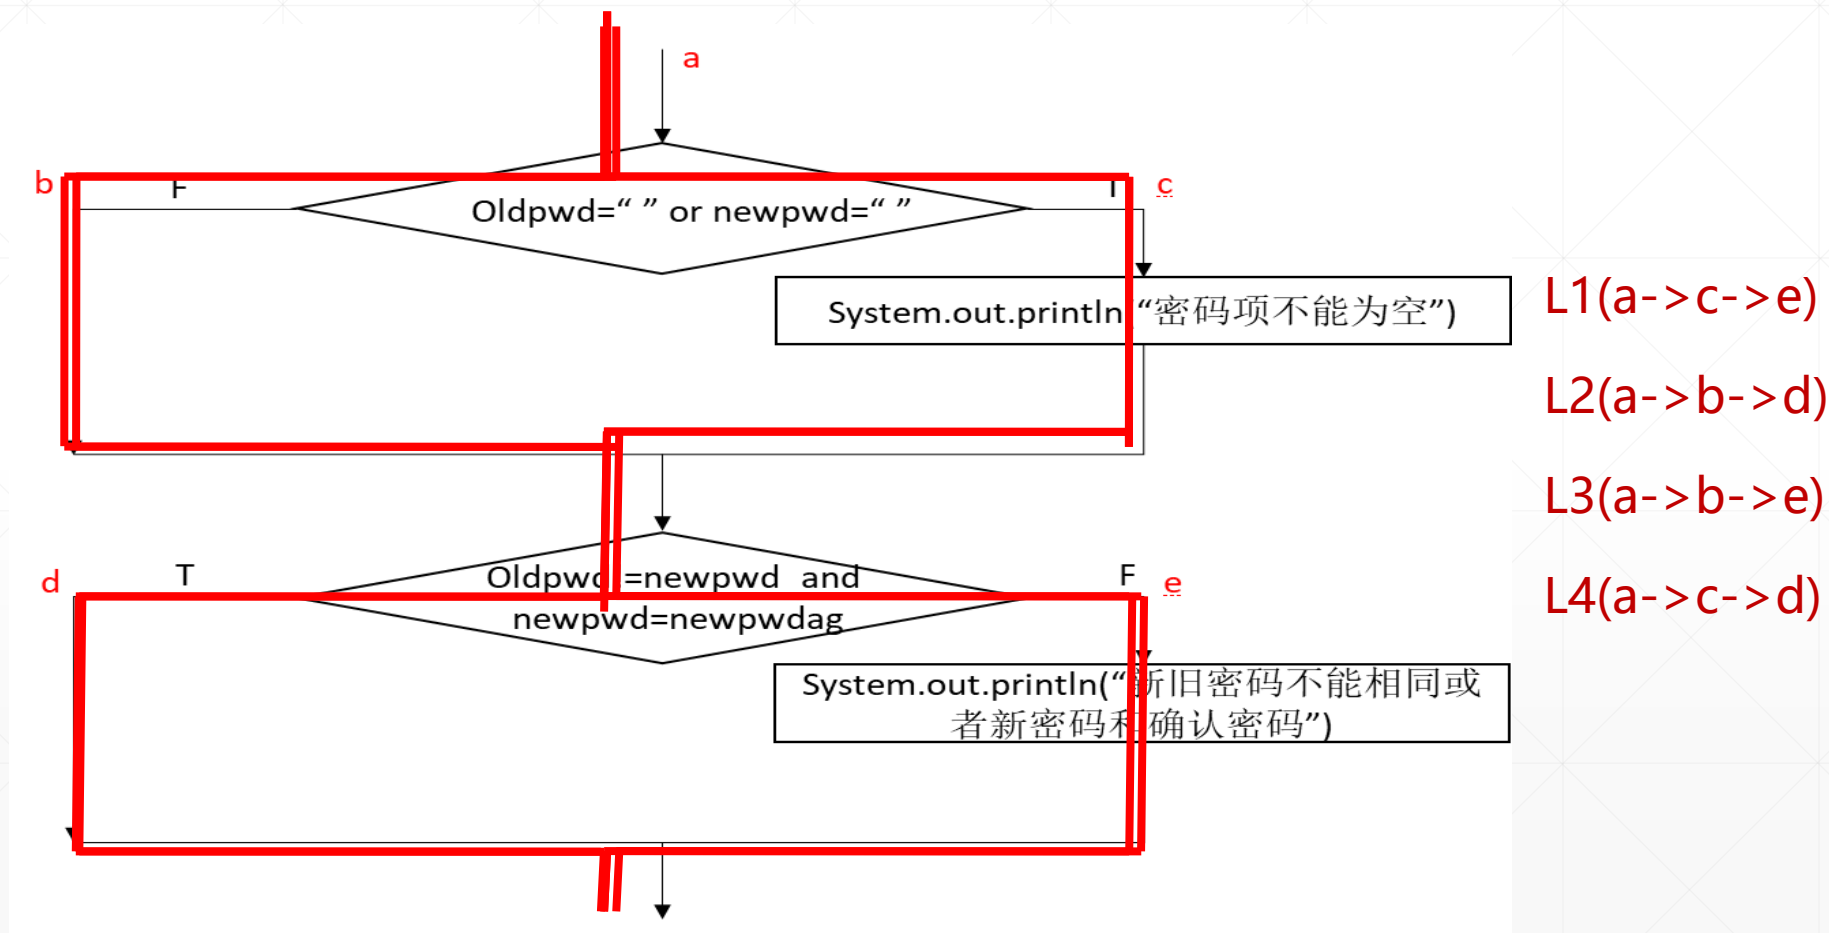 a
b
F
T
c
Oldpwd=“ ” or newpwd=“ ”
System.out.println(“密码项不能为空”)
L1(a->c->e)
L2(a->b->d)
L3(a->b->e)
L4(a->c->d)
d
T
Oldpwd!=newpwd and
newpwd=newpwdag
F
e
System.out.println(“新旧密码不能相同或
者新密码和确认密码”)